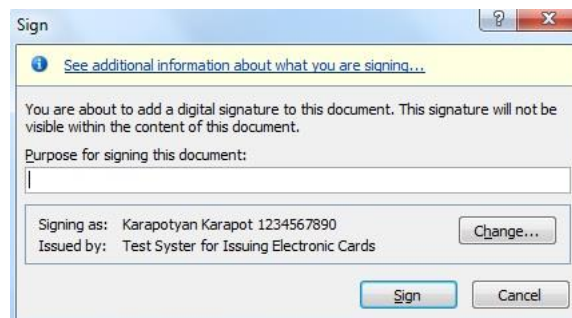 Sign
See additional information about what you are signing...
You are about to add a digital signature to this document. This signature will not be
visible within the content of this document.
Purpose for signing this document:
Signing as: Karapotyan Karapot 1234567890
Change...
Issued by: Test Syster for Issuing Electronic Cards
Sign Cancel